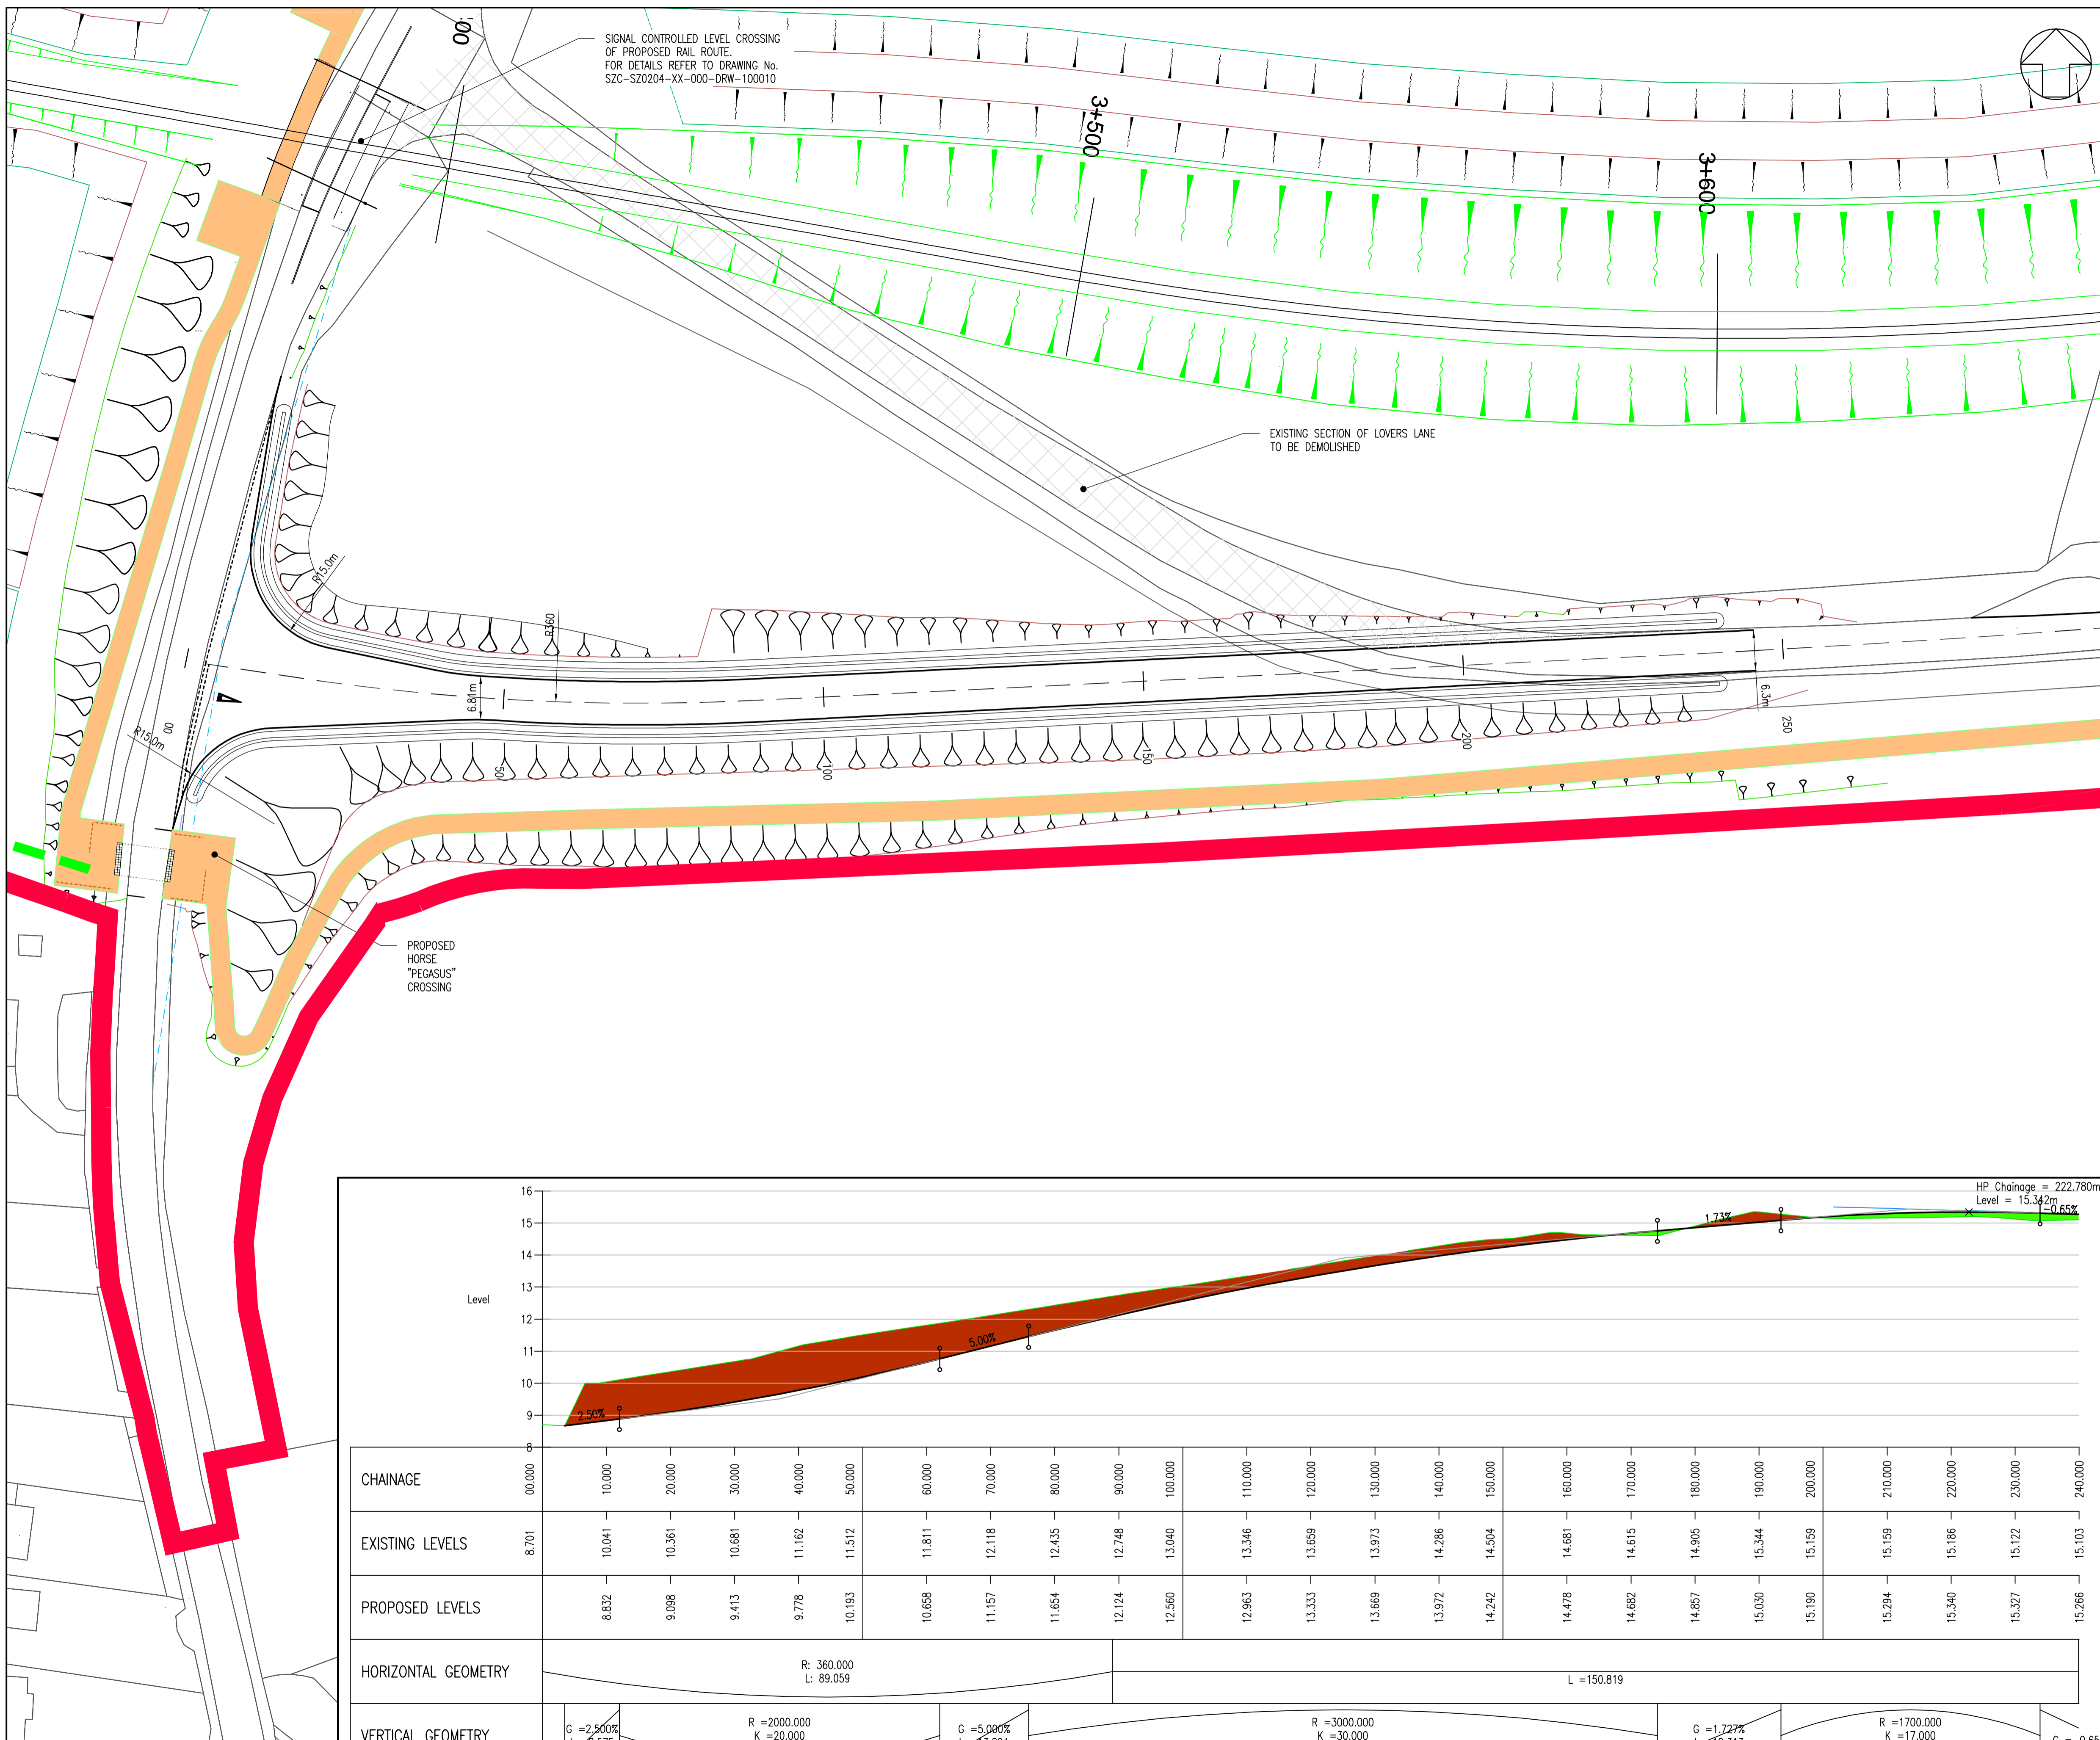 SIGNAL CONTROLLED LEVEL CROSSING
OF PROPOSED RAIL ROUTE.
FOR DETAILS REFER TO DRAWING No.
SZC-SZ0204-XX-000-DRW-100010
3+500
3+600
EXISTING SECTION OF LOVERS LANE
TO BE DEMOLISHED
R15.0m
R360
6.81m
6.3m
R15.0m
00
50
100
150
200
250
PROPOSED
HORSE
"PEGASUS"
CROSSING
HP Chainage = 222.780m
Level = 15.342m
16
15
14
13
12
11
10
9
8
Level
2.50%
5.00%
1.73%
-0.65%
CHAINAGE 00.000 10.000 20.000 30.000 40.000 50.000 60.000 70.000 80.000 90.000 100.000 110.000 120.000 130.000 140.000 150.000 160.000 170.000 180.000 190.000 200.000 210.000 220.000 230.000 240.000
EXISTING LEVELS 8.701 10.041 10.361 10.681 11.162 11.512 11.811 12.118 12.435 12.748 13.040 13.346 13.659 13.973 14.286 14.504 14.681 14.615 14.905 15.344 15.159 15.159 15.186 15.122 15.103
PROPOSED LEVELS 8.832 9.098 9.413 9.778 10.193 10.658 11.157 11.654 12.124 12.560 12.963 13.333 13.669 13.972 14.242 14.478 14.682 14.857 15.030 15.190 15.294 15.340 15.327 15.266
HORIZONTAL GEOMETRY
R: 360.000
L: 89.059
L =150.819
VERTICAL GEOMETRY
G =2.500%
R =2000.000
K =20.000
G =5.000%
R =3000.000
K =30.000
G =1.727%
R =1700.000
K =17.000